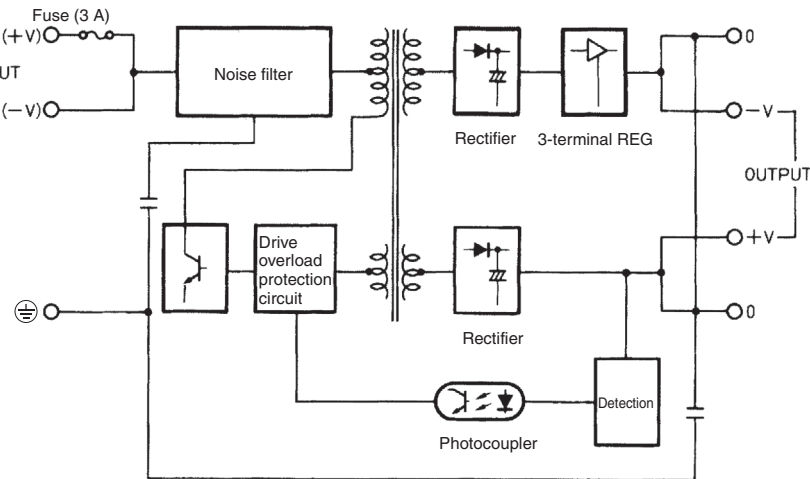 Fuse (3 A)
(+V)
UT
(−V)
Noise filter
Rectifier
3-terminal REG
0
−V
OUTPUT
+V
0
Drive
overload
protection
circuit
Rectifier
Photocoupler
Detection